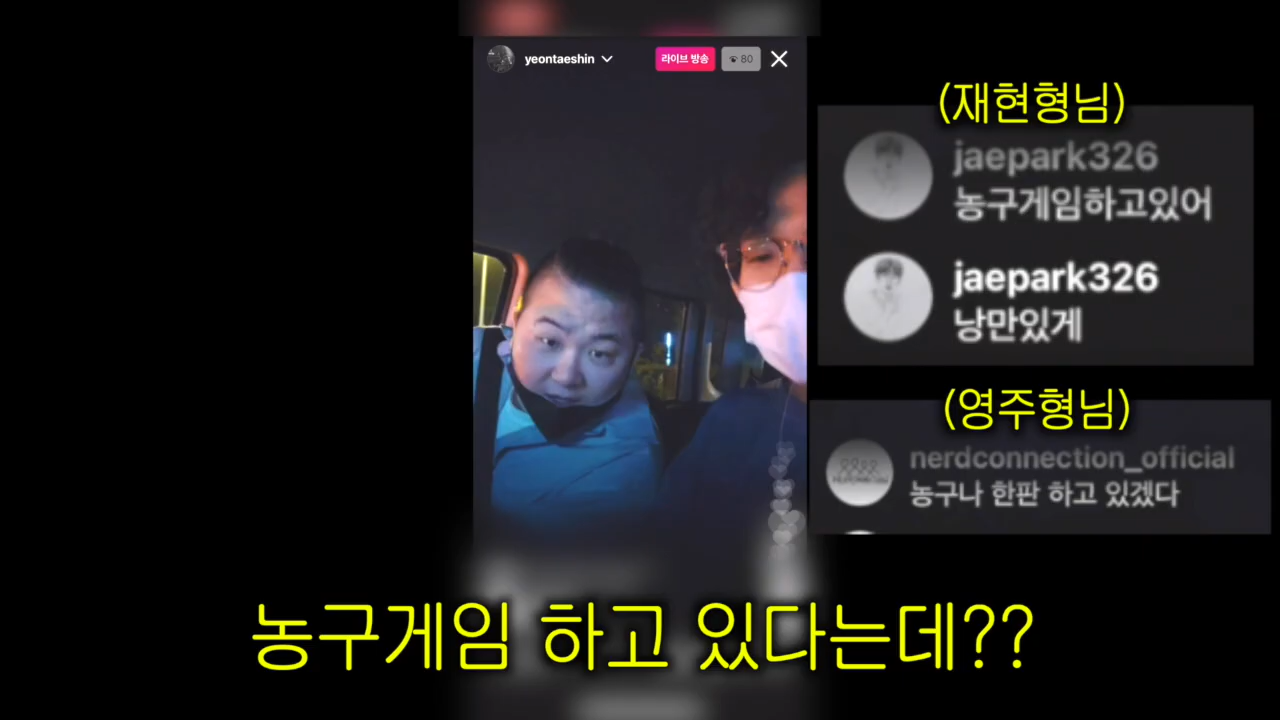 yeontaeshin
라이브 방송
80
(재현형님)
jaepark326
농구게임하고있어
jaepark326
낭만있게
(영주형님)
nerdconnection_official
농구나 한판 하고 있겠다
농구게임 하고 있다는데??